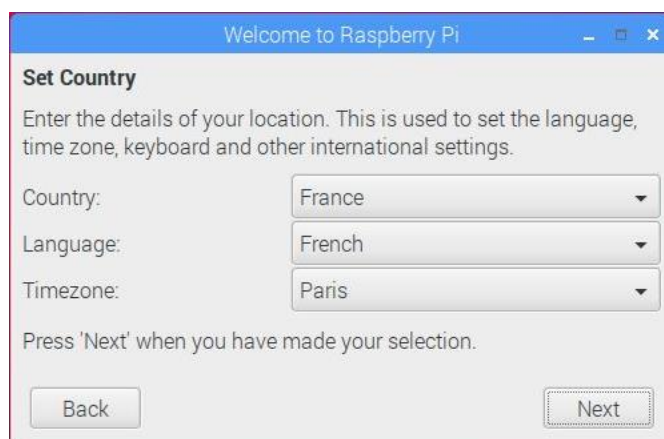 Welcome to Raspberry Pi
Set Country
Enter the details of your location. This is used to set the language,
time zone, keyboard and other international settings.
Country: France
Language: French
Timezone: Paris
Press 'Next' when you have made your selection.
Back Next